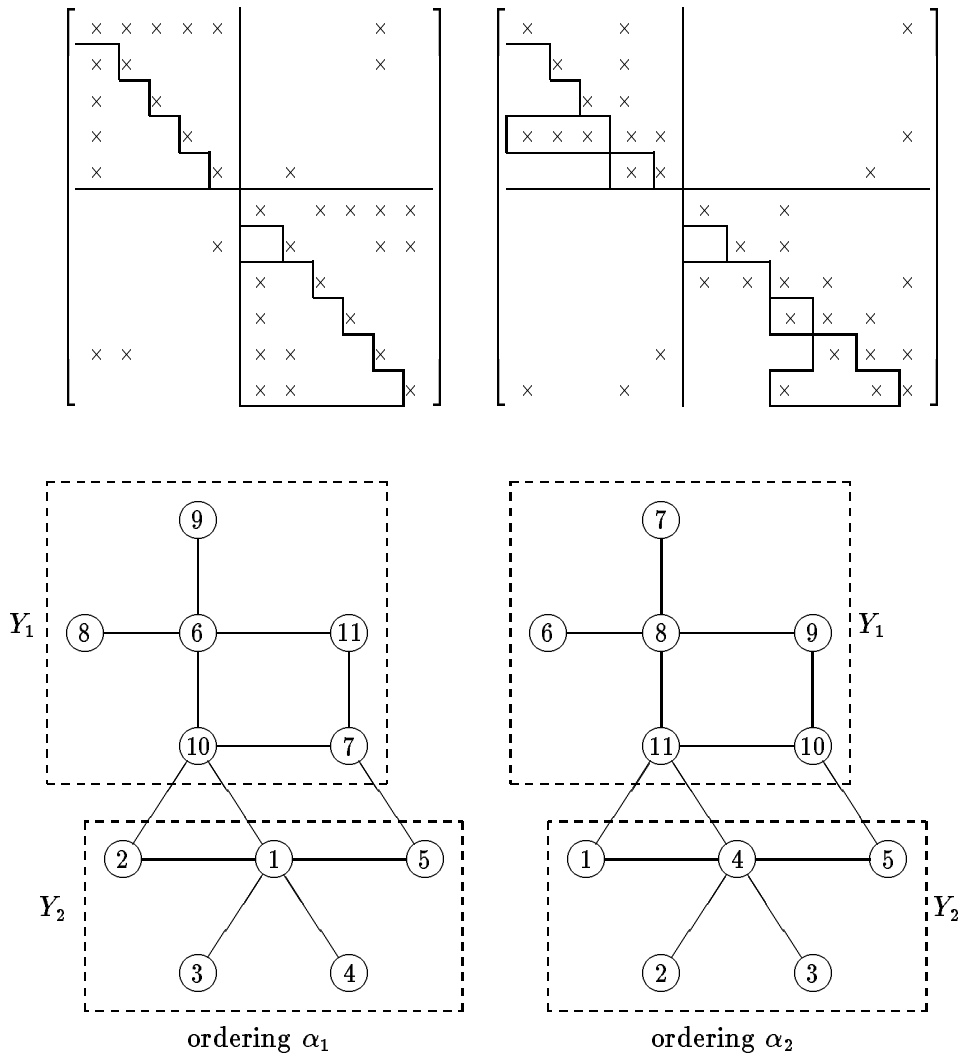 × × × × × × × × ×
× × × × ×
× × × ×
× × × × × × × ×
× × × × × ×
× × × × × × ×
× × × × × ×
× × × × × × ×
× × × × ×
× × × × × × × × ×
× × × × × × × ×
9 7
Y₁ 8 6 11 6 8 9 Y₁
10 7 11 10
2 1 5 1 4 5
Y₂ Y₂
3 4 2 3
ordering α₁ ordering α₂